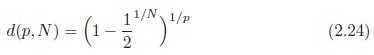 d(p, N) = (1 − 1/2^{1/N})^{1/p} (2.24)